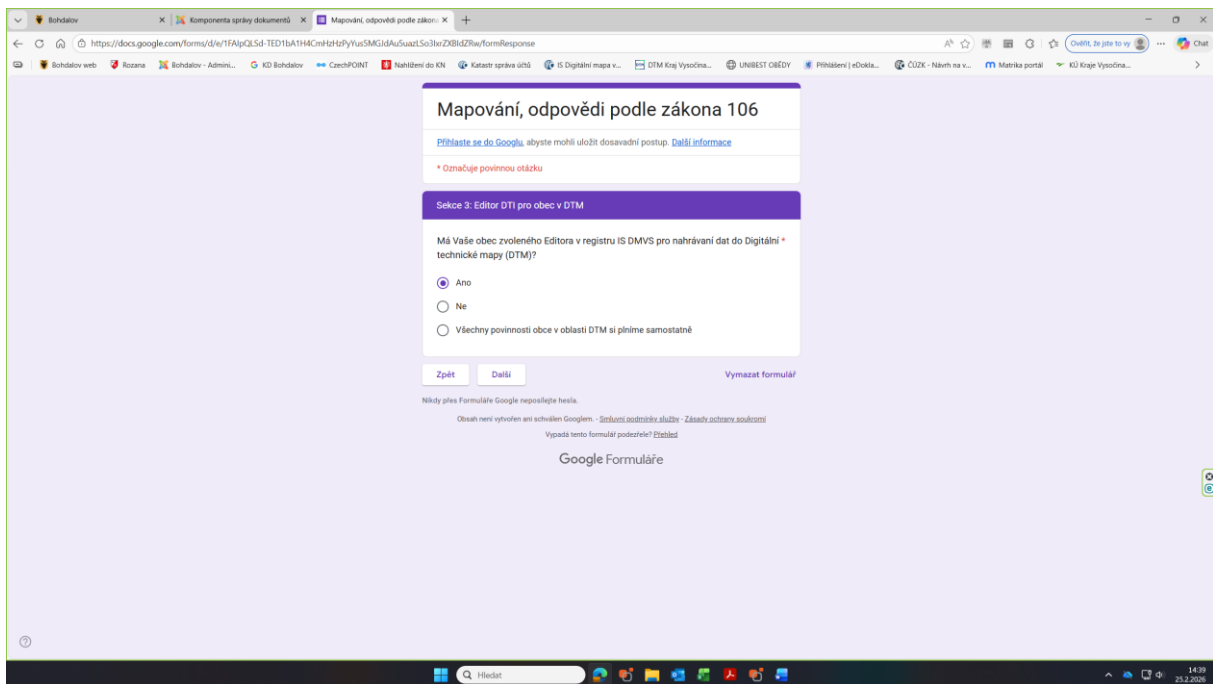 Bohdalov
Komponenta správy dokumentů
Mapování, odpovědi podle zákona
https://docs.google.com/forms/d/e/1FAIpQLSd-TED1bA1H4CmHzHzPyYus5MGJdAu5uazLSo3lxrZXBIdZRw/formResponse
Ověřit, že jste to vy
Chat
Bohdalov web
Rozana
Bohdalov - Admini...
KD Bohdalov
CzechPOINT
Nahlížení do KN
Katastr správa účtů
IS Digitální mapa v...
DTM Kraj Vysočina...
UNIBEST OBĚDY
Přihlášení | eDokla...
ČÚZK - Návrh na v...
Matrika portál
KÚ Kraje Vysočina...
Mapování, odpovědi podle zákona 106
Přihlaste se do Googlu, abyste mohli uložit dosavadní postup. Další informace
* Označuje povinnou otázku
Sekce 3: Editor DTI pro obec v DTM
Má Vaše obec zvoleného Editora v registru IS DMVS pro nahrávaní dat do Digitální *
technické mapy (DTM)?
Ano
Ne
Všechny povinnosti obce v oblasti DTM si plníme samostatně
Zpět
Další
Vymazat formulář
Nikdy přes Formuláře Google neposílejte hesla.
Obsah není vytvořen ani schválen Googlem. - Smluvní podmínky služby - Zásady ochrany soukromí
Vypadá tento formulář podezřele? Přehled
Google Formuláře
Hledat
14:39
25.2.2026